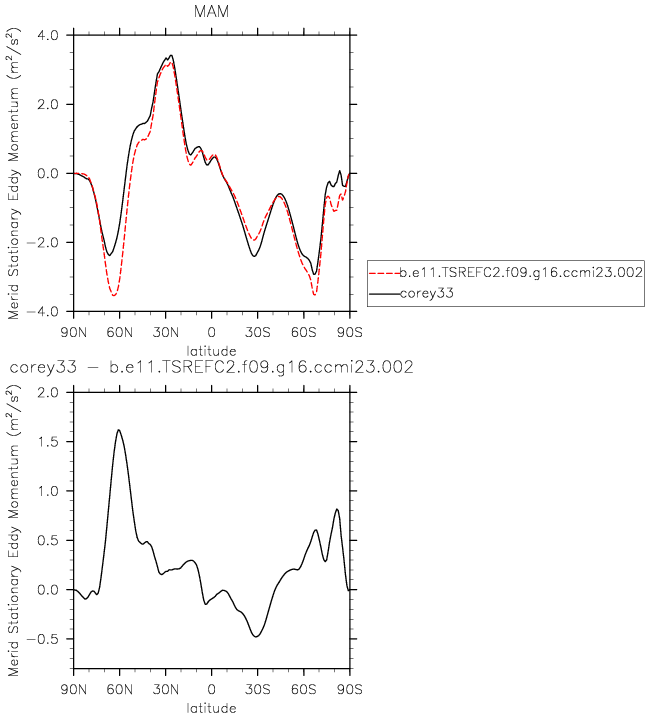 MAM
Merid Stationary Eddy Momentum (m²/s²)
4.0
2.0
0.0
−2.0
−4.0
90N 60N 30N 0 30S 60S 90S
latitude
b.e11.TSREFC2.f09.g16.ccmi23.002
corey33
corey33 − b.e11.TSREFC2.f09.g16.ccmi23.002
Merid Stationary Eddy Momentum (m²/s²)
2.0
1.5
1.0
0.5
0.0
−0.5
90N 60N 30N 0 30S 60S 90S
latitude